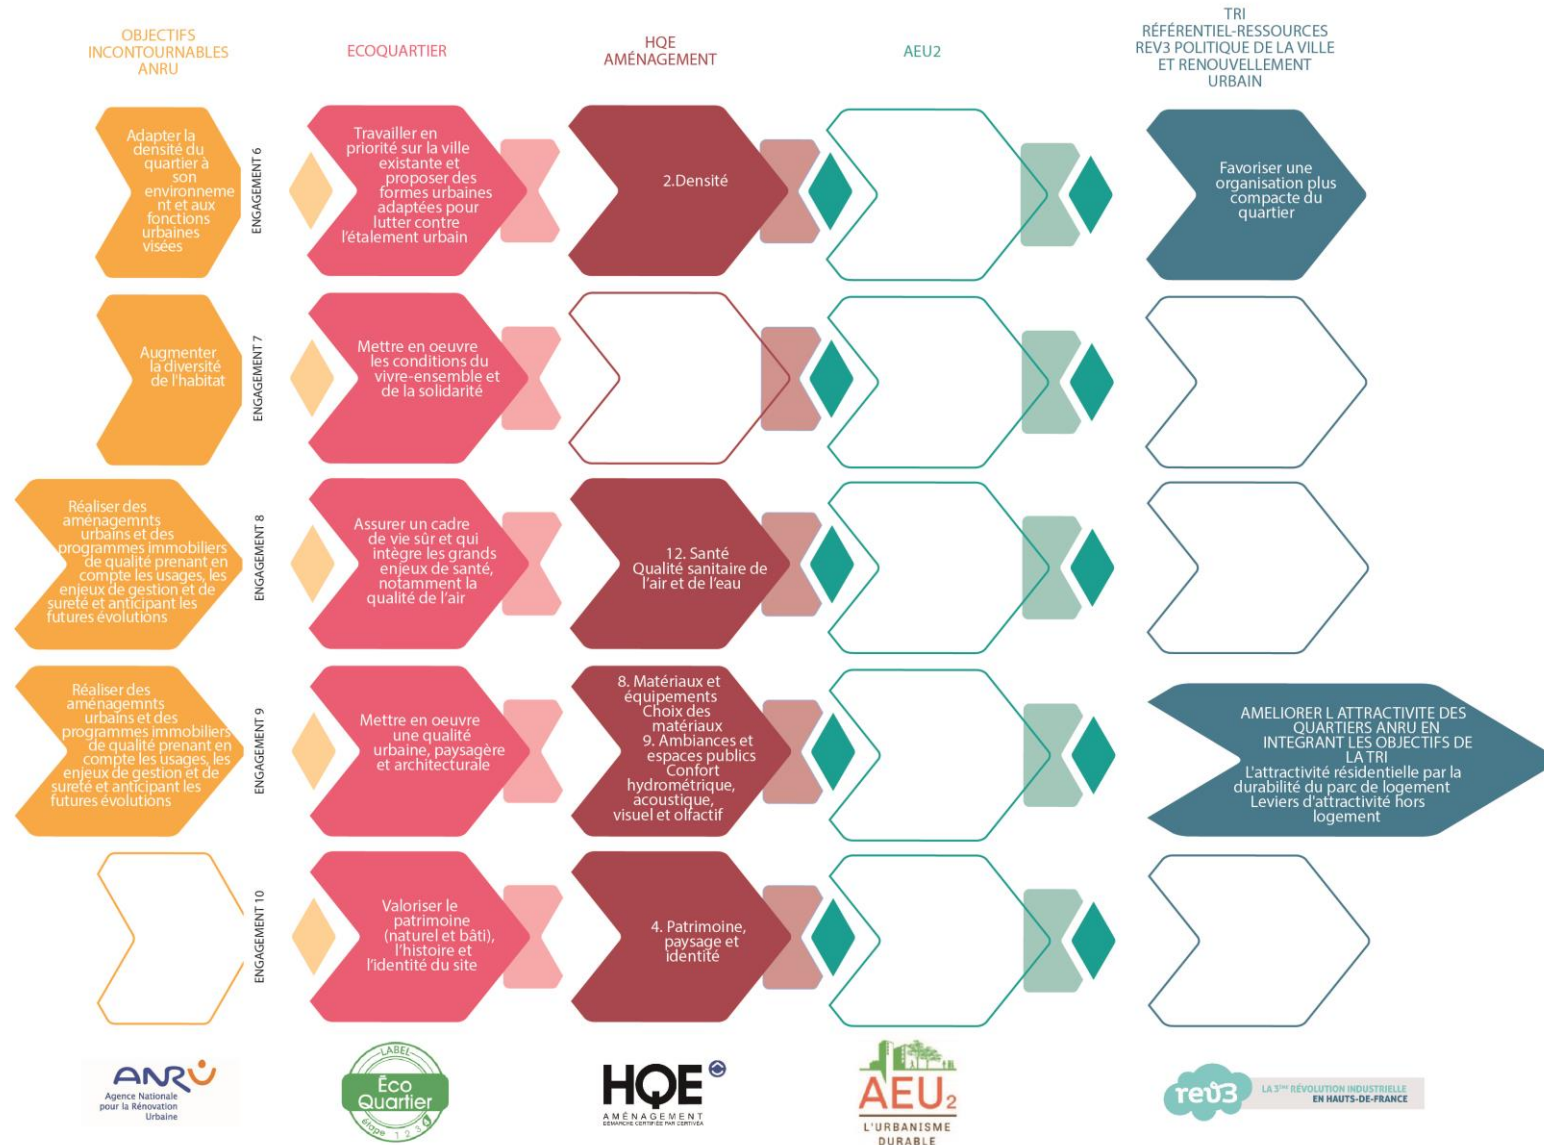 OBJECTIFS
INCONTOURNABLES
ANRU
ECOQUARTIER
HQE
AMÉNAGEMENT
AEU2
TRI
RÉFÉRENTIEL-RESSOURCES
REV3 POLITIQUE DE LA VILLE
ET RENOUVELLEMENT
URBAIN
Adapter la
densité du
quartier à
son
environneme
nt et aux
fonctions
urbaines
visées
ENGAGEMENT 6
Travailler en
priorité sur la ville
existante et
proposer des
formes urbaines
adaptées pour
lutter contre
l'étalement urbain
2.Densité
Favoriser une
organisation plus
compacte du
quartier
Augmenter
la diversité
de l'habitat
ENGAGEMENT 7
Mettre en oeuvre
les conditions du
vivre-ensemble et
de la solidarité
Réaliser des
aménagemnts
urbains et des
programmes immobiliers
de qualité prenant en
compte les usages, les
enjeux de gestion et de
sureté et anticipant les
futures évolutions
ENGAGEMENT 8
Assurer un cadre
de vie sûr et qui
intègre les grands
enjeux de santé,
notamment la
qualité de l'air
12. Santé
Qualité sanitaire de
l'air et de l'eau
Réaliser des
aménagemnts
urbains et des
programmes immobiliers
de qualité prenant en
compte les usages, les
enjeux de gestion et de
sureté et anticipant les
futures évolutions
ENGAGEMENT 9
Mettre en oeuvre
une qualité
urbaine, paysagère
et architecturale
8. Matériaux et
équipements
Choix des
matériaux
9. Ambiances et
espaces publics
Confort
hydrométrique,
acoustique,
visuel et olfactif
AMELIORER L ATTRACTIVITE DES
QUARTIERS ANRU EN
INTEGRANT LES OBJECTIFS DE
LA TRI
L'attractivité résidentielle par la
durabilité du parc de logement
Leviers d'attractivité hors
logement
ENGAGEMENT 10
Valoriser le
patrimoine
(naturel et bâti),
l'histoire et
l'identité du site
4. Patrimoine,
paysage et
identité
ANRU
Agence Nationale
pour la Rénovation
Urbaine
LABEL
Éco
Quartier
étape 1 2 3 4
HQE
AMÉNAGEMENT
DÉMARCHE CERTIFIÉE PAR CERTIVÉA
AEU2
L'URBANISME
DURABLE
rev3
LA 3ÈME RÉVOLUTION INDUSTRIELLE
EN HAUTS-DE-FRANCE